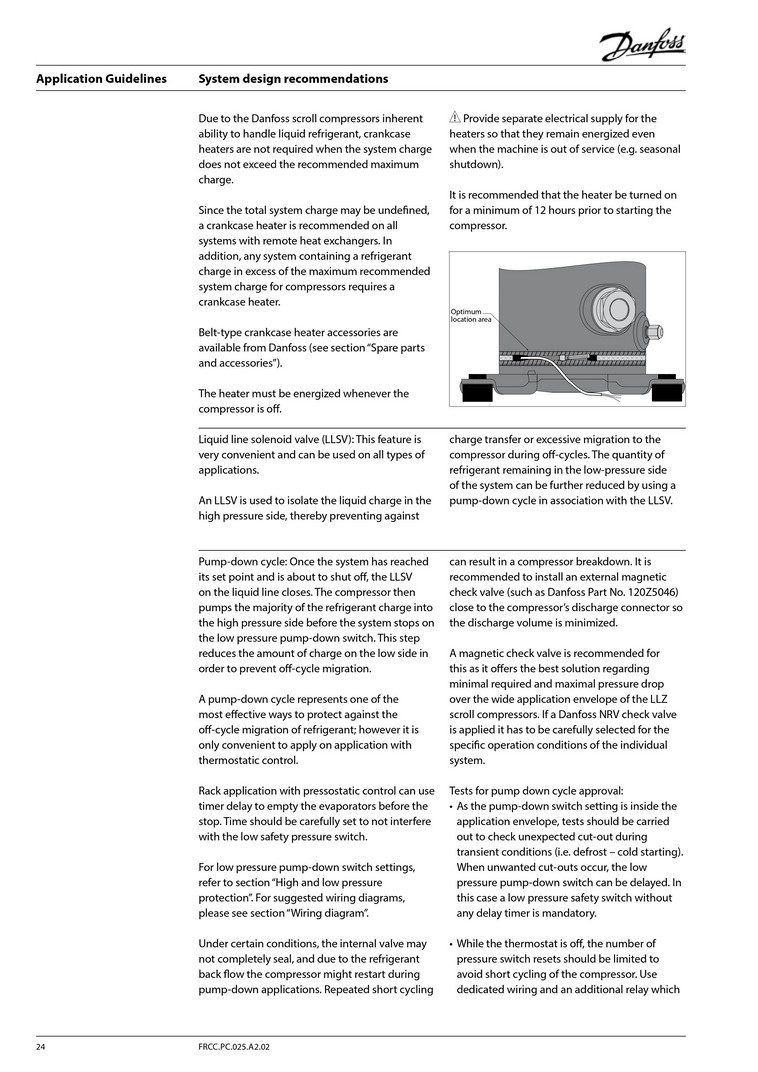 Danfoss
Application Guidelines
System design recommendations
Due to the Danfoss scroll compressors inherent
ability to handle liquid refrigerant, crankcase
heaters are not required when the system charge
does not exceed the recommended maximum
charge.
Since the total system charge may be undefined,
a crankcase heater is recommended on all
systems with remote heat exchangers. In
addition, any system containing a refrigerant
charge in excess of the maximum recommended
system charge for compressors requires a
crankcase heater.
Belt-type crankcase heater accessories are
available from Danfoss (see section “Spare parts
and accessories”).
The heater must be energized whenever the
compressor is off.
⚠ Provide separate electrical supply for the
heaters so that they remain energized even
when the machine is out of service (e.g. seasonal
shutdown).
It is recommended that the heater be turned on
for a minimum of 12 hours prior to starting the
compressor.
Optimum
location area
Liquid line solenoid valve (LLSV): This feature is
very convenient and can be used on all types of
applications.
An LLSV is used to isolate the liquid charge in the
high pressure side, thereby preventing against
charge transfer or excessive migration to the
compressor during off-cycles. The quantity of
refrigerant remaining in the low-pressure side
of the system can be further reduced by using a
pump-down cycle in association with the LLSV.
Pump-down cycle: Once the system has reached
its set point and is about to shut off, the LLSV
on the liquid line closes. The compressor then
pumps the majority of the refrigerant charge into
the high pressure side before the system stops on
the low pressure pump-down switch. This step
reduces the amount of charge on the low side in
order to prevent off-cycle migration.
A pump-down cycle represents one of the
most effective ways to protect against the
off-cycle migration of refrigerant; however it is
only convenient to apply on application with
thermostatic control.
Rack application with pressostatic control can use
timer delay to empty the evaporators before the
stop. Time should be carefully set to not interfere
with the low safety pressure switch.
For low pressure pump-down switch settings,
refer to section “High and low pressure
protection”. For suggested wiring diagrams,
please see section “Wiring diagram”.
Under certain conditions, the internal valve may
not completely seal, and due to the refrigerant
back flow the compressor might restart during
pump-down applications. Repeated short cycling
can result in a compressor breakdown. It is
recommended to install an external magnetic
check valve (such as Danfoss Part No. 120Z5046)
close to the compressor’s discharge connector so
the discharge volume is minimized.
A magnetic check valve is recommended for
this as it offers the best solution regarding
minimal required and maximal pressure drop
over the wide application envelope of the LLZ
scroll compressors. If a Danfoss NRV check valve
is applied it has to be carefully selected for the
specific operation conditions of the individual
system.
Tests for pump down cycle approval:
• As the pump-down switch setting is inside the
application envelope, tests should be carried
out to check unexpected cut-out during
transient conditions (i.e. defrost – cold starting).
When unwanted cut-outs occur, the low
pressure pump-down switch can be delayed. In
this case a low pressure safety switch without
any delay timer is mandatory.
• While the thermostat is off, the number of
pressure switch resets should be limited to
avoid short cycling of the compressor. Use
dedicated wiring and an additional relay which
24
FRCC.PC.025.A2.02